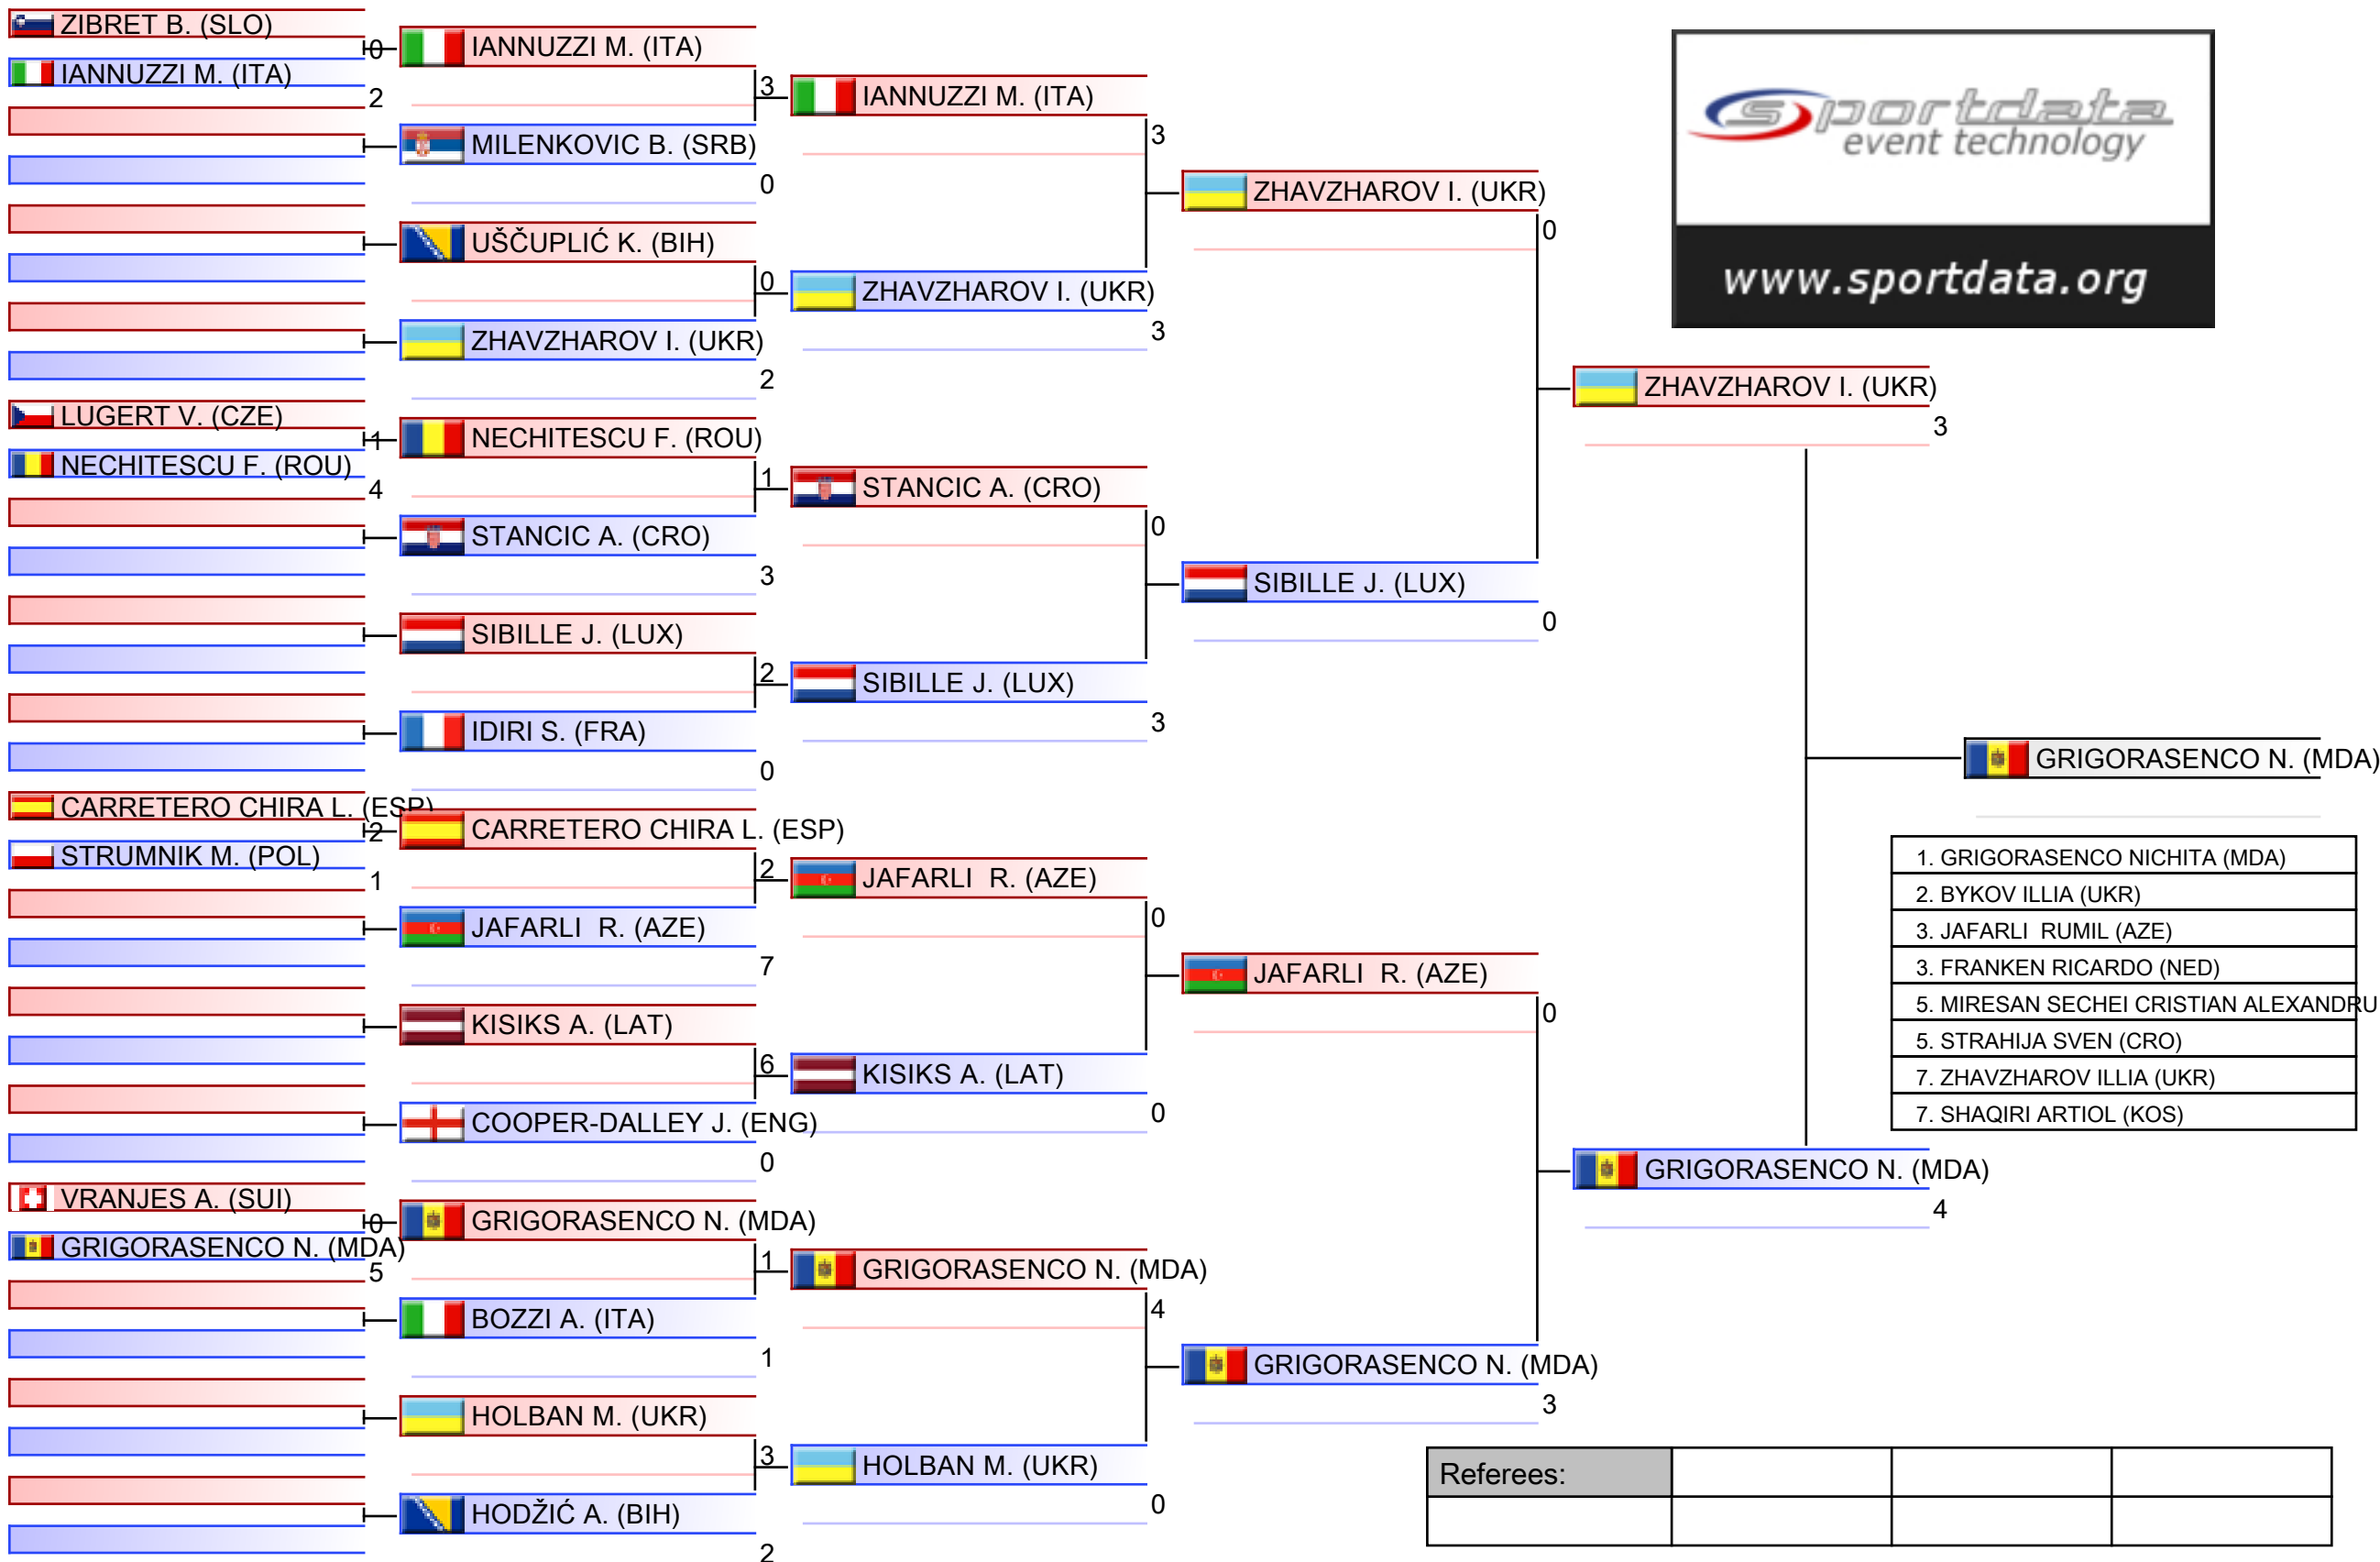 ZIBRET B. (SLO)
0
IANNUZZI M. (ITA)
2
LUGERT V. (CZE)
1
NECHITESCU F. (ROU)
4
CARRETERO CHIRA L. (ESP)
2
STRUMNIK M. (POL)
1
VRANJES A. (SUI)
0
GRIGORASENCO N. (MDA)
5
IANNUZZI M. (ITA)
3
MILENKOVIC B. (SRB)
0
UŠČUPLIĆ K. (BIH)
0
ZHAVZHAROV I. (UKR)
2
NECHITESCU F. (ROU)
1
STANCIC A. (CRO)
3
SIBILLE J. (LUX)
2
IDIRI S. (FRA)
0
CARRETERO CHIRA L. (ESP)
2
JAFARLI  R. (AZE)
7
KISIKS A. (LAT)
6
COOPER-DALLEY J. (ENG)
0
GRIGORASENCO N. (MDA)
1
BOZZI A. (ITA)
1
HOLBAN M. (UKR)
3
HODŽIĆ A. (BIH)
2
IANNUZZI M. (ITA)
3
ZHAVZHAROV I. (UKR)
3
STANCIC A. (CRO)
0
SIBILLE J. (LUX)
3
JAFARLI  R. (AZE)
0
KISIKS A. (LAT)
0
GRIGORASENCO N. (MDA)
4
HOLBAN M. (UKR)
0
ZHAVZHAROV I. (UKR)
0
SIBILLE J. (LUX)
0
JAFARLI  R. (AZE)
0
GRIGORASENCO N. (MDA)
3
ZHAVZHAROV I. (UKR)
3
GRIGORASENCO N. (MDA)
4
GRIGORASENCO N. (MDA)
sportdata
event technology
www.sportdata.org
1. GRIGORASENCO NICHITA (MDA)
2. BYKOV ILLIA (UKR)
3. JAFARLI  RUMIL (AZE)
3. FRANKEN RICARDO (NED)
5. MIRESAN SECHEI CRISTIAN ALEXANDRU
5. STRAHIJA SVEN (CRO)
7. ZHAVZHAROV ILLIA (UKR)
7. SHAQIRI ARTIOL (KOS)
Referees: